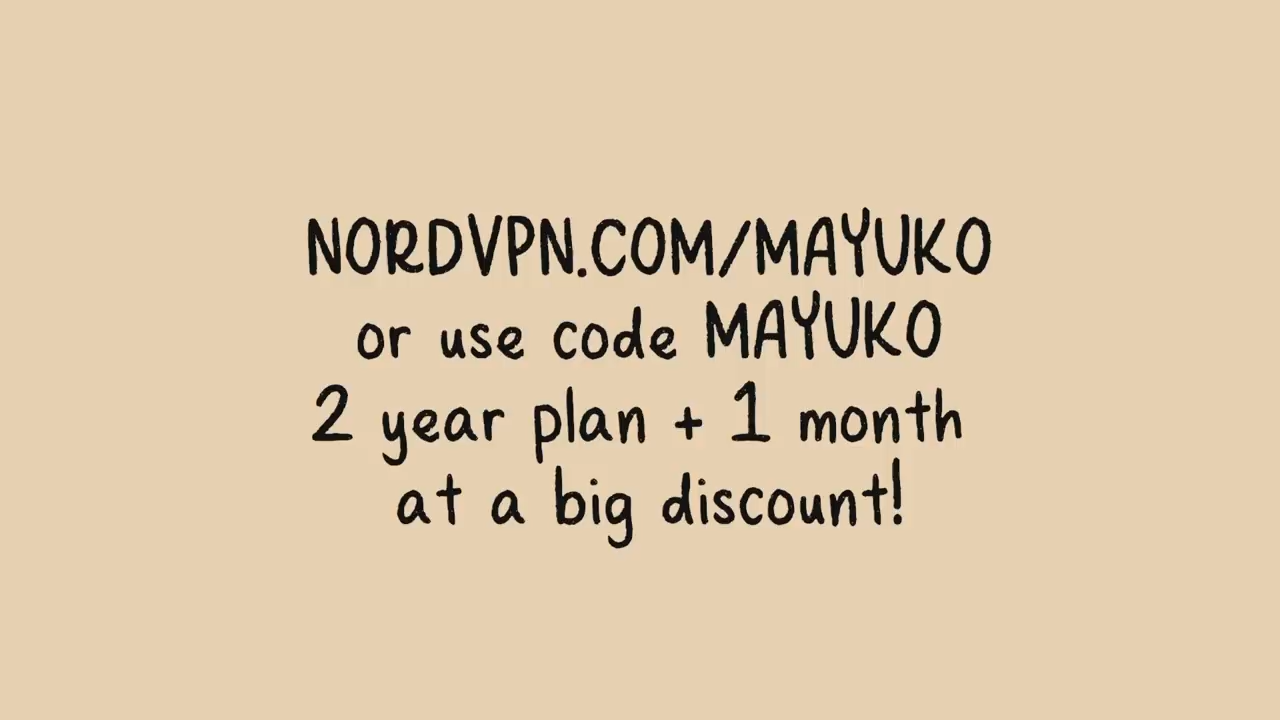 NORDVPN.COM/MAYUKO
or use code MAYUKO
2 year plan + 1 month
at a big discount!